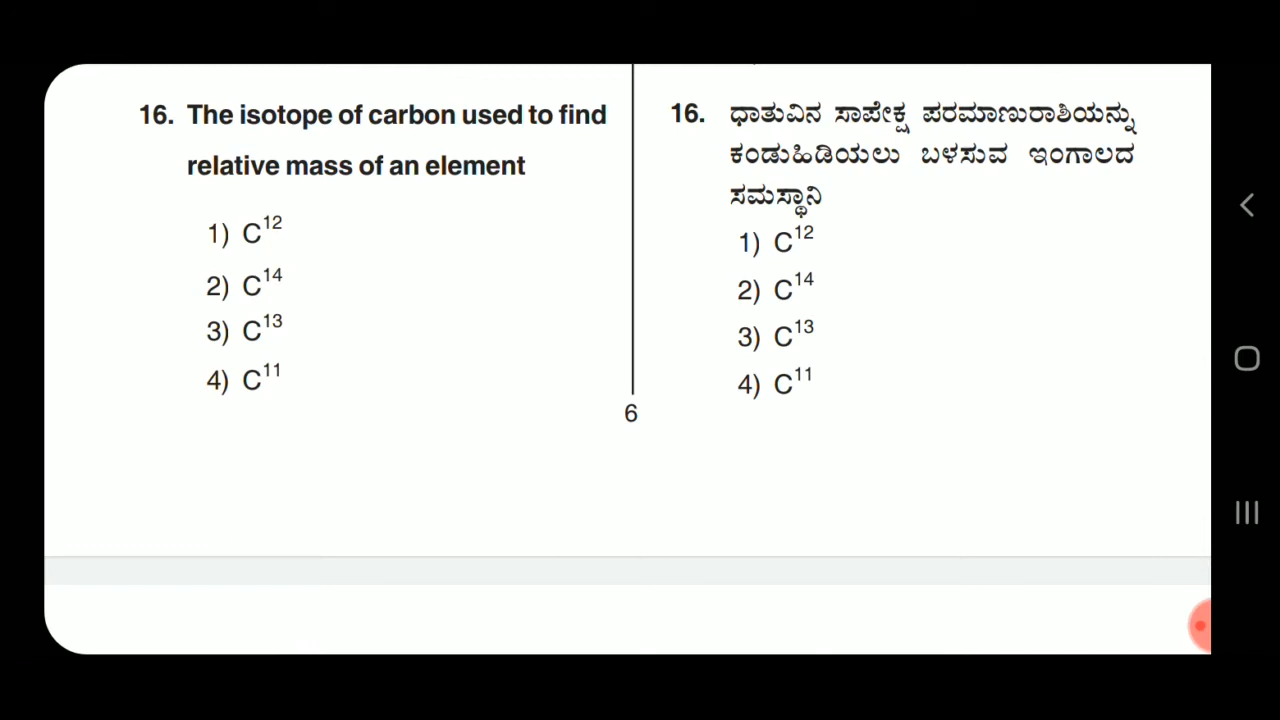 16. The isotope of carbon used to find
relative mass of an element
1) C¹²
2) C¹⁴
3) C¹³
4) C¹¹
16. ಧಾತುವಿನ ಸಾಪೇಕ್ಷ ಪರಮಾಣುರಾಶಿಯನ್ನು
ಕಂಡುಹಿಡಿಯಲು ಬಳಸುವ ಇಂಗಾಲದ
ಸಮಸ್ಥಾನಿ
1) C¹²
2) C¹⁴
3) C¹³
4) C¹¹
6